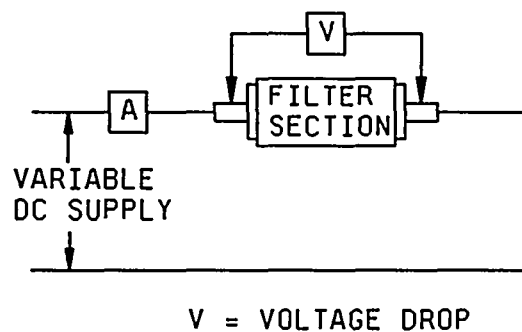 V
A
FILTER
SECTION
VARIABLE
DC SUPPLY
V = VOLTAGE DROP